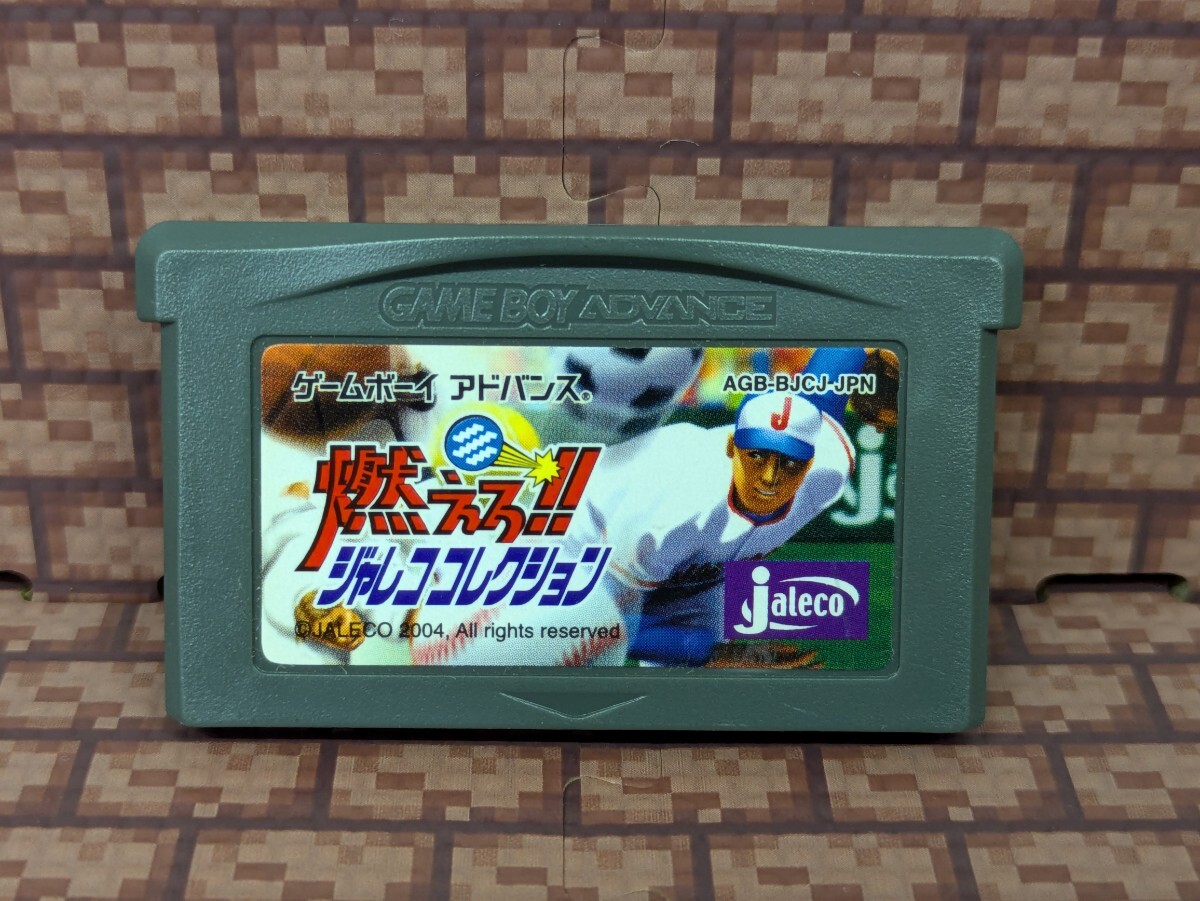 GAME BOY ADVANCE
ゲームボーイ アドバンス。
AGB-BJCJ-JPN
J
燃えろ!!
ジャレココレクション
ja
jaleco
©JALECO 2004, All rights reserved